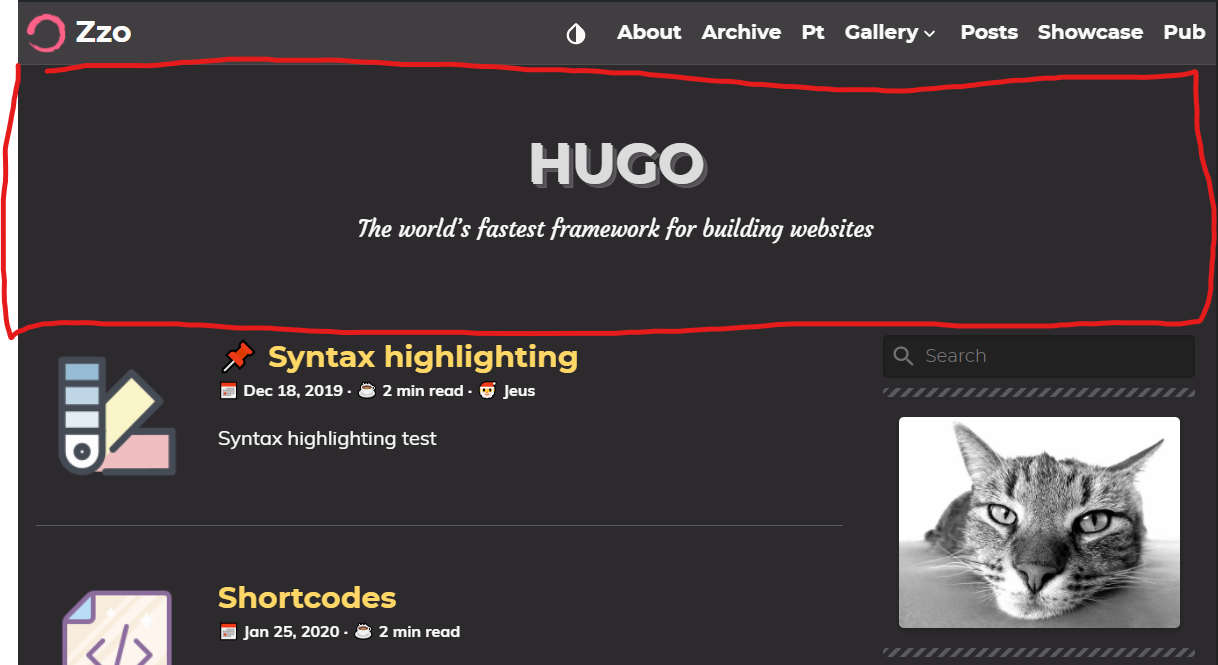 Zzo
About Archive Pt Gallery Posts Showcase Pub
HUGO
The world's fastest framework for building websites
Syntax highlighting
Dec 18, 2019 · 2 min read · Jeus
Syntax highlighting test
Search
Shortcodes
Jan 25, 2020 · 2 min read